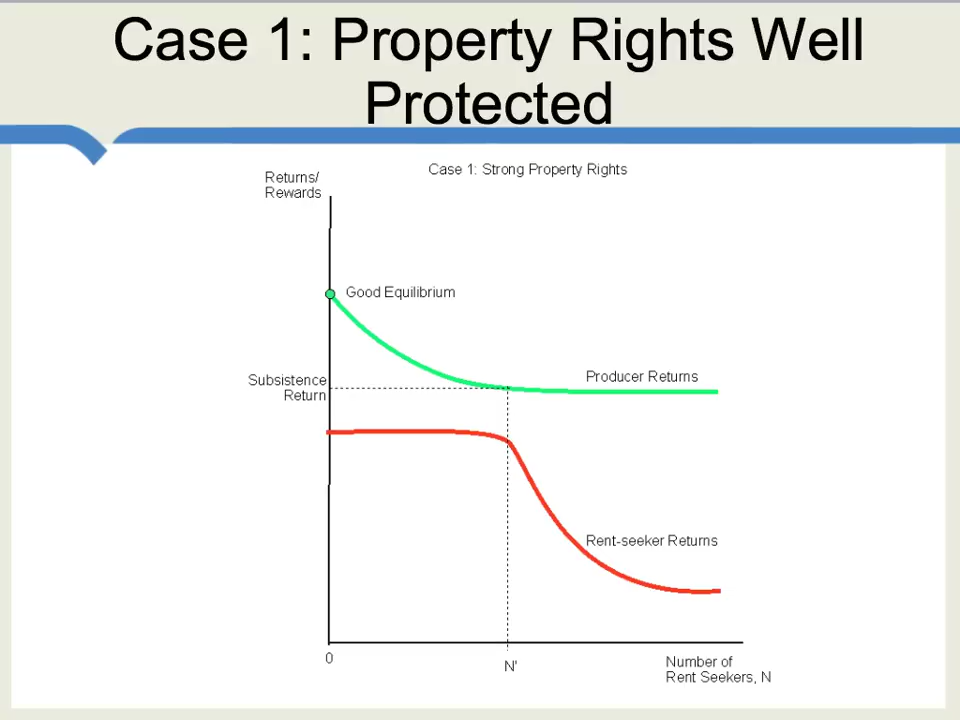 Case 1: Property Rights Well
Protected
Case 1: Strong Property Rights
Returns/
Rewards
Good Equilibrium
Subsistence
Return
Producer Returns
Rent-seeker Returns
0
N'
Number of
Rent Seekers, N